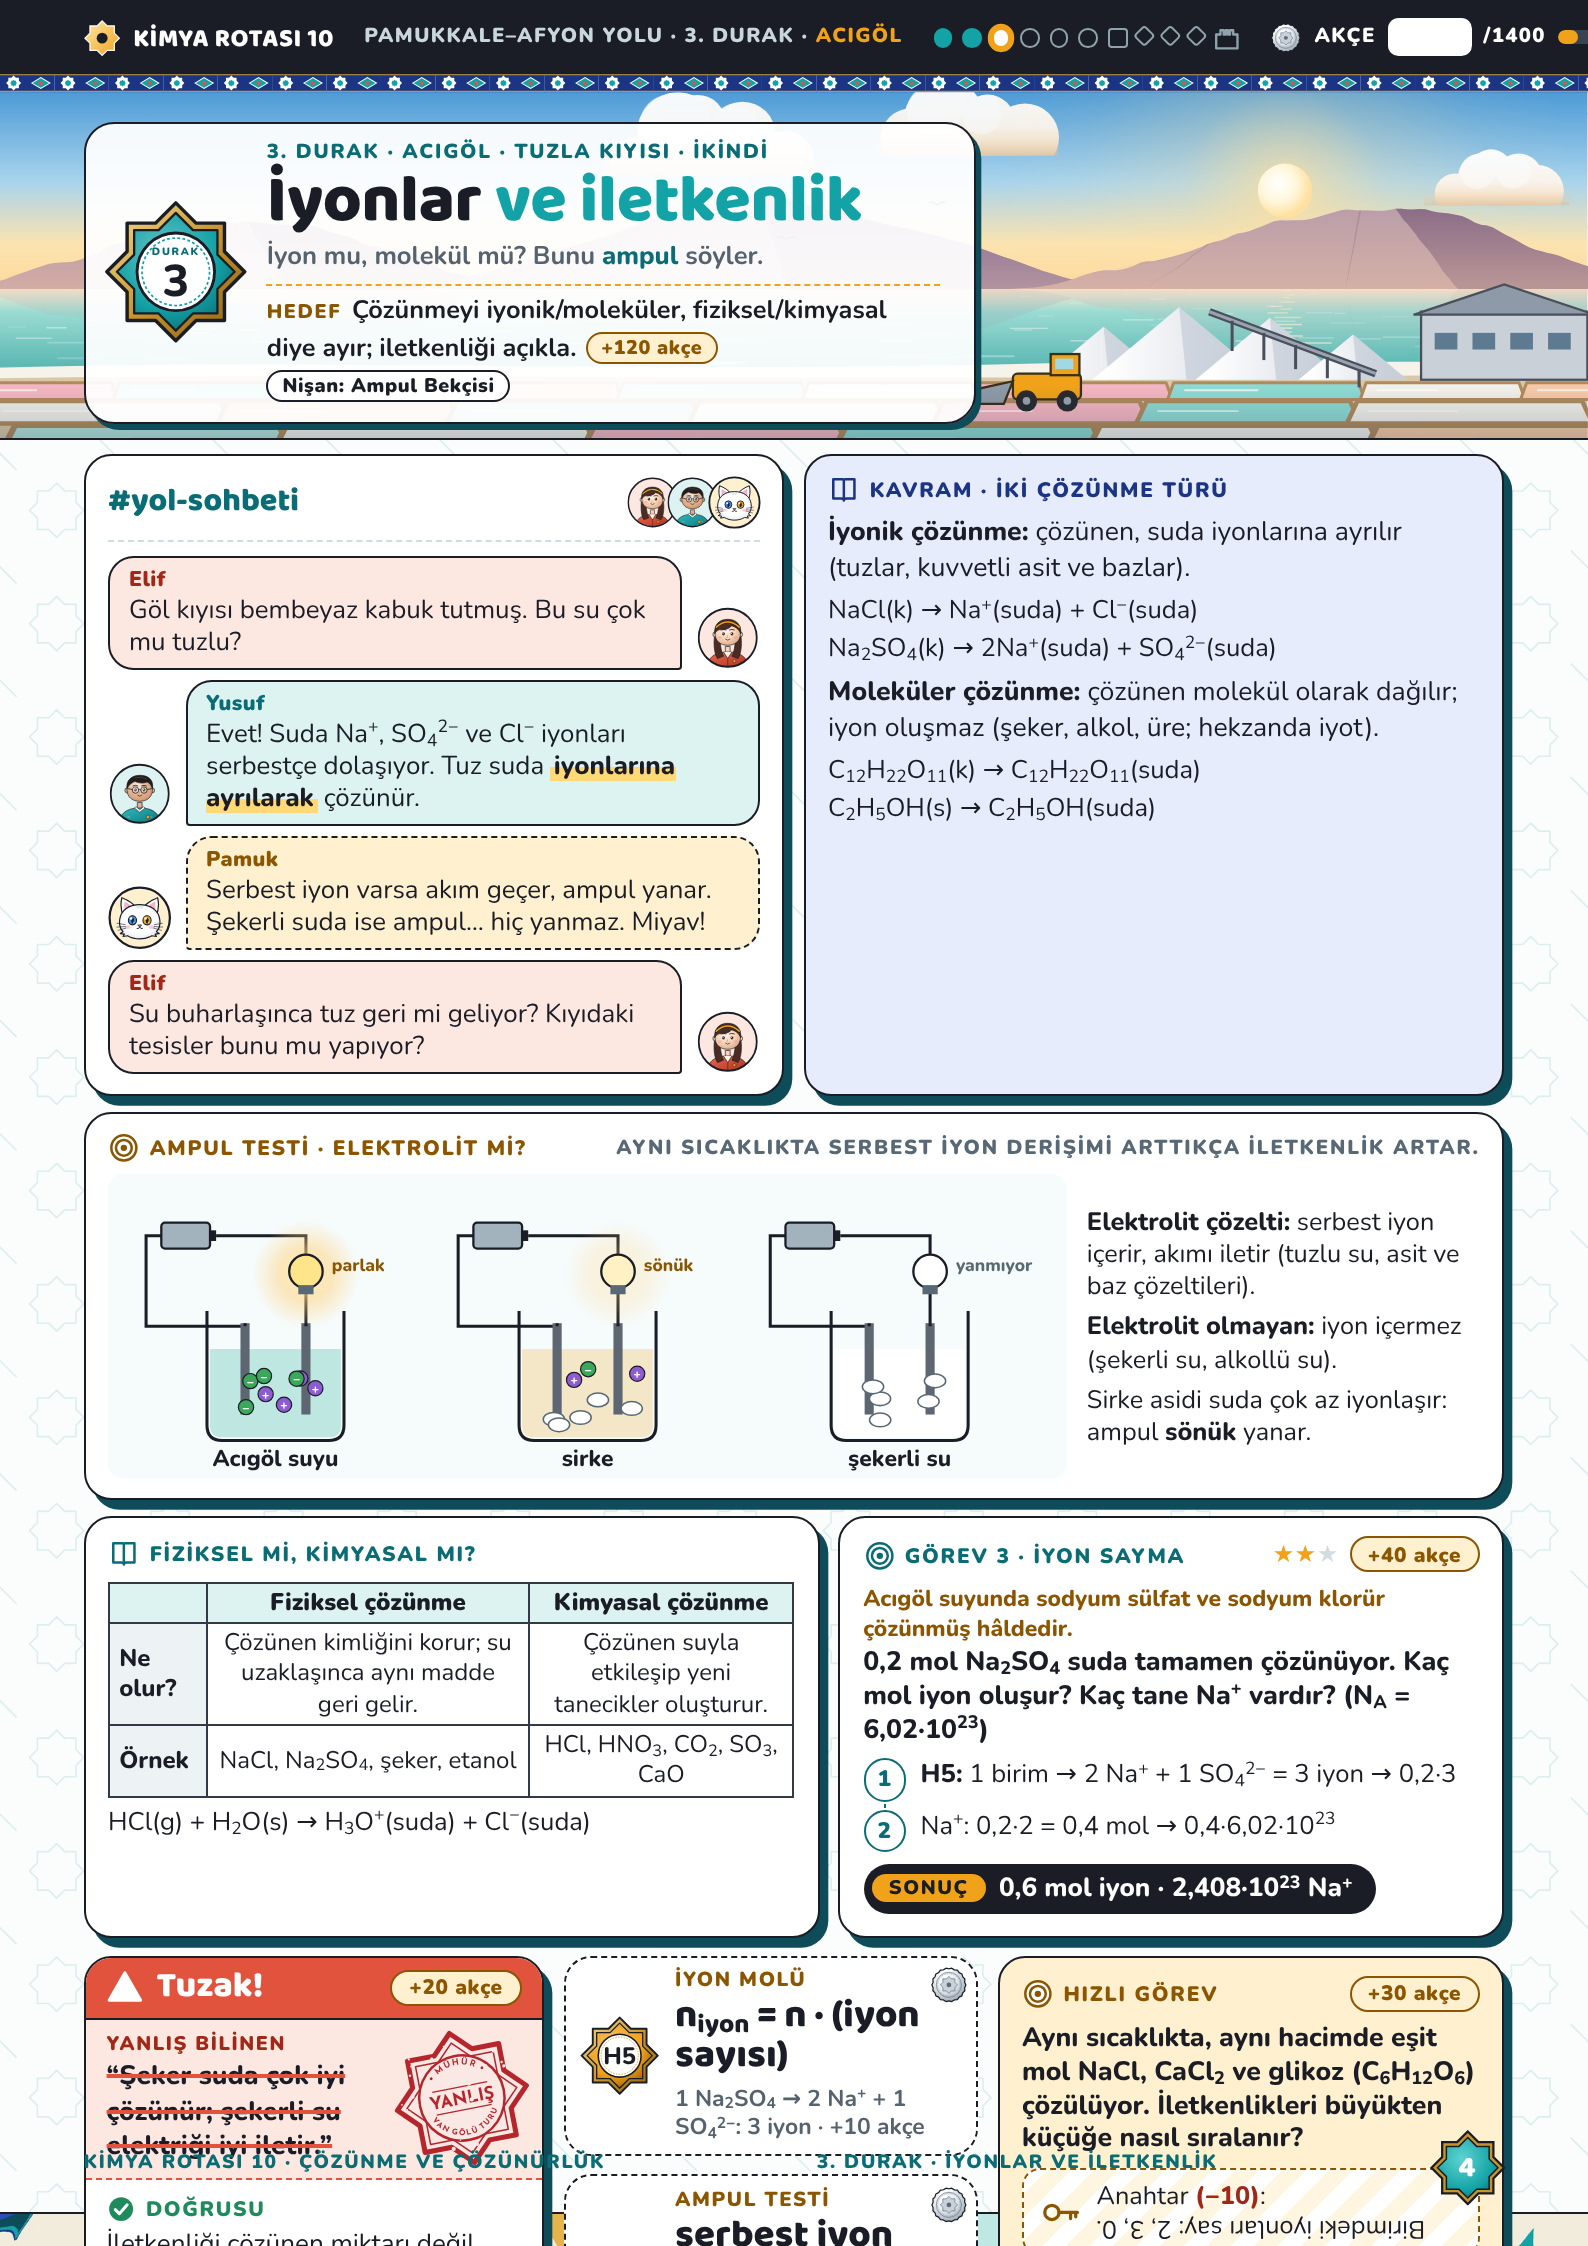 KİMYA ROTASI 10
PAMUKKALE–AFYON YOLU · 3. DURAK · ACIGÖL
AKÇE /1400
3. DURAK · ACIGÖL · TUZLA KIYISI · İKİNDİ
İyonlar ve iletkenlik
DURAK
3
İyon mu, molekül mü? Bunu ampul söyler.
HEDEF Çözünmeyi iyonik/moleküler, fiziksel/kimyasal
diye ayır; iletkenliği açıkla. +120 akçe
Nişan: Ampul Bekçisi
#yol-sohbeti
Elif
Göl kıyısı bembeyaz kabuk tutmuş. Bu su çok
mu tuzlu?
Yusuf
Evet! Suda Na⁺, SO₄²⁻ ve Cl⁻ iyonları
serbestçe dolaşıyor. Tuz suda iyonlarına
ayrılarak çözünür.
Pamuk
Serbest iyon varsa akım geçer, ampul yanar.
Şekerli suda ise ampul… hiç yanmaz. Miyav!
Elif
Su buharlaşınca tuz geri mi geliyor? Kıyıdaki
tesisler bunu mu yapıyor?
KAVRAM · İKİ ÇÖZÜNME TÜRÜ
İyonik çözünme: çözünen, suda iyonlarına ayrılır
(tuzlar, kuvvetli asit ve bazlar).
NaCl(k) → Na⁺(suda) + Cl⁻(suda)
Na₂SO₄(k) → 2Na⁺(suda) + SO₄²⁻(suda)
Moleküler çözünme: çözünen molekül olarak dağılır;
iyon oluşmaz (şeker, alkol, üre; hekzanda iyot).
C₁₂H₂₂O₁₁(k) → C₁₂H₂₂O₁₁(suda)
C₂H₅OH(s) → C₂H₅OH(suda)
AMPUL TESTİ · ELEKTROLİT Mİ?
AYNI SICAKLIKTA SERBEST İYON DERİŞİMİ ARTTIKÇA İLETKENLİK ARTAR.
parlak
sönük
yanmıyor
Acıgöl suyu
sirke
şekerli su
Elektrolit çözelti: serbest iyon
içerir, akımı iletir (tuzlu su, asit ve
baz çözeltileri).
Elektrolit olmayan: iyon içermez
(şekerli su, alkollü su).
Sirke asidi suda çok az iyonlaşır:
ampul sönük yanar.
FİZİKSEL Mİ, KİMYASAL MI?
Fiziksel çözünme Kimyasal çözünme
Ne olur? Çözünen kimliğini korur; su uzaklaşınca aynı madde geri gelir. Çözünen suyla etkileşip yeni tanecikler oluşturur.
Örnek NaCl, Na₂SO₄, şeker, etanol HCl, HNO₃, CO₂, SO₃, CaO
HCl(g) + H₂O(s) → H₃O⁺(suda) + Cl⁻(suda)
GÖREV 3 · İYON SAYMA
★★★ +40 akçe
Acıgöl suyunda sodyum sülfat ve sodyum klorür
çözünmüş hâldedir.
0,2 mol Na₂SO₄ suda tamamen çözünüyor. Kaç
mol iyon oluşur? Kaç tane Na⁺ vardır? (N_A =
6,02·10²³)
1 H5: 1 birim → 2 Na⁺ + 1 SO₄²⁻ = 3 iyon → 0,2·3
2 Na⁺: 0,2·2 = 0,4 mol → 0,4·6,02·10²³
SONUÇ 0,6 mol iyon · 2,408·10²³ Na⁺
Tuzak!
+20 akçe
YANLIŞ BİLİNEN
“Şeker suda çok iyi
çözünür; şekerli su
elektriği iyi iletir.”
MÜHÜR
YANLIŞ
VAN GÖLÜ TURU
DOĞRUSU
İletkenliği çözünen miktarı değil
İYON MOLÜ
H5
n_iyon = n · (iyon
sayısı)
1 Na₂SO₄ → 2 Na⁺ + 1
SO₄²⁻: 3 iyon · +10 akçe
AMPUL TESTİ
serbest iyon
HIZLI GÖREV
+30 akçe
Aynı sıcaklıkta, aynı hacimde eşit
mol NaCl, CaCl₂ ve glikoz (C₆H₁₂O₆)
çözülüyor. İletkenlikleri büyükten
küçüğe nasıl sıralanır?
Anahtar (−10):
Birimdeki iyonları say: 2, 3, 0.
KİMYA ROTASI 10 · ÇÖZÜNME VE ÇÖZÜNÜRLÜK
3. DURAK · İYONLAR VE İLETKENLİK
4